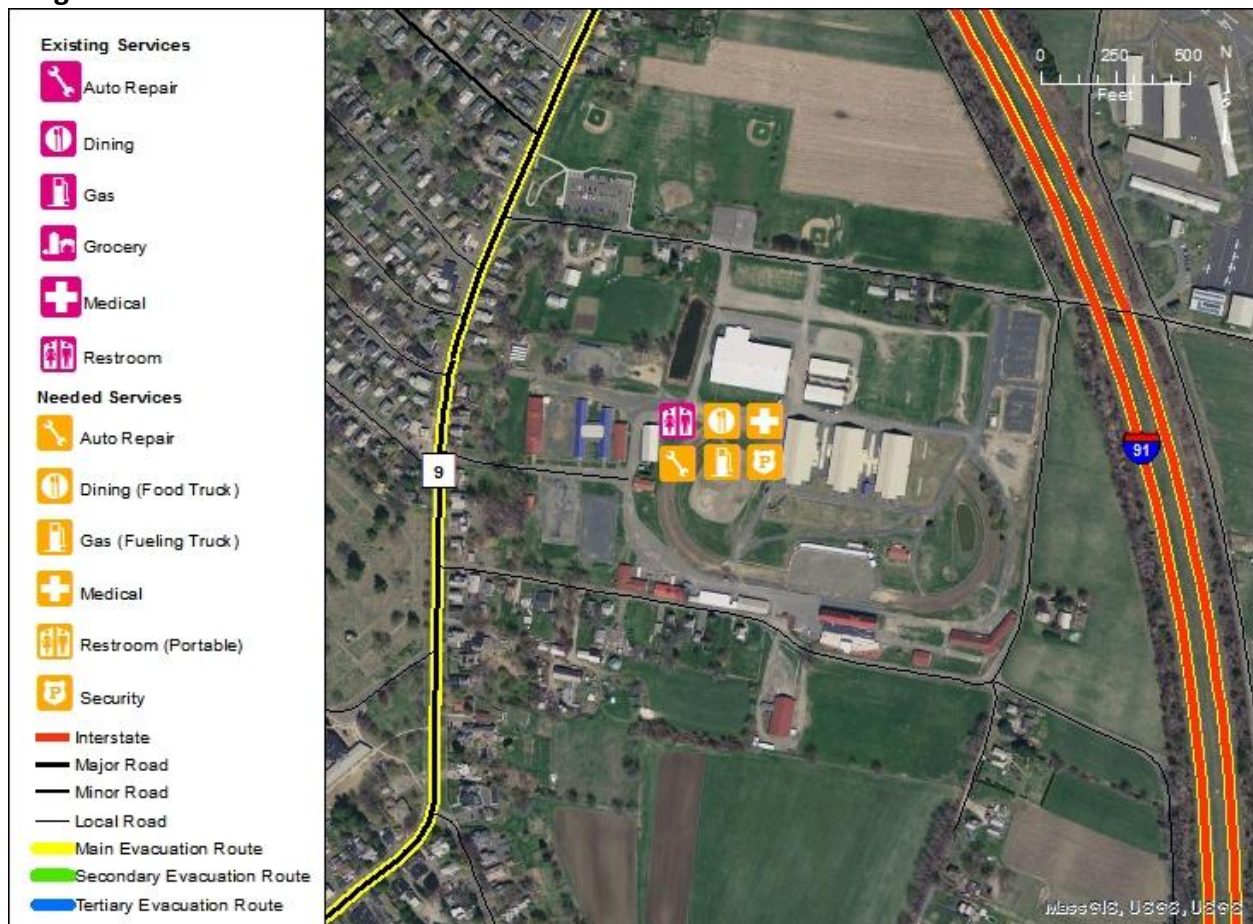 Existing Services
Auto Repair
Dining
Gas
Grocery
Medical
Restroom
Needed Services
Auto Repair
Dining (Food Truck)
Gas (Fueling Truck)
Medical
Restroom (Portable)
P
Security
Interstate
Major Road
Minor Road
Local Road
Main Evacuation Route
Secondary Evacuation Route
Tertiary Evacuation Route
0 250 500
Feet
N
P
9
91
MassGIS, USGS, USGS